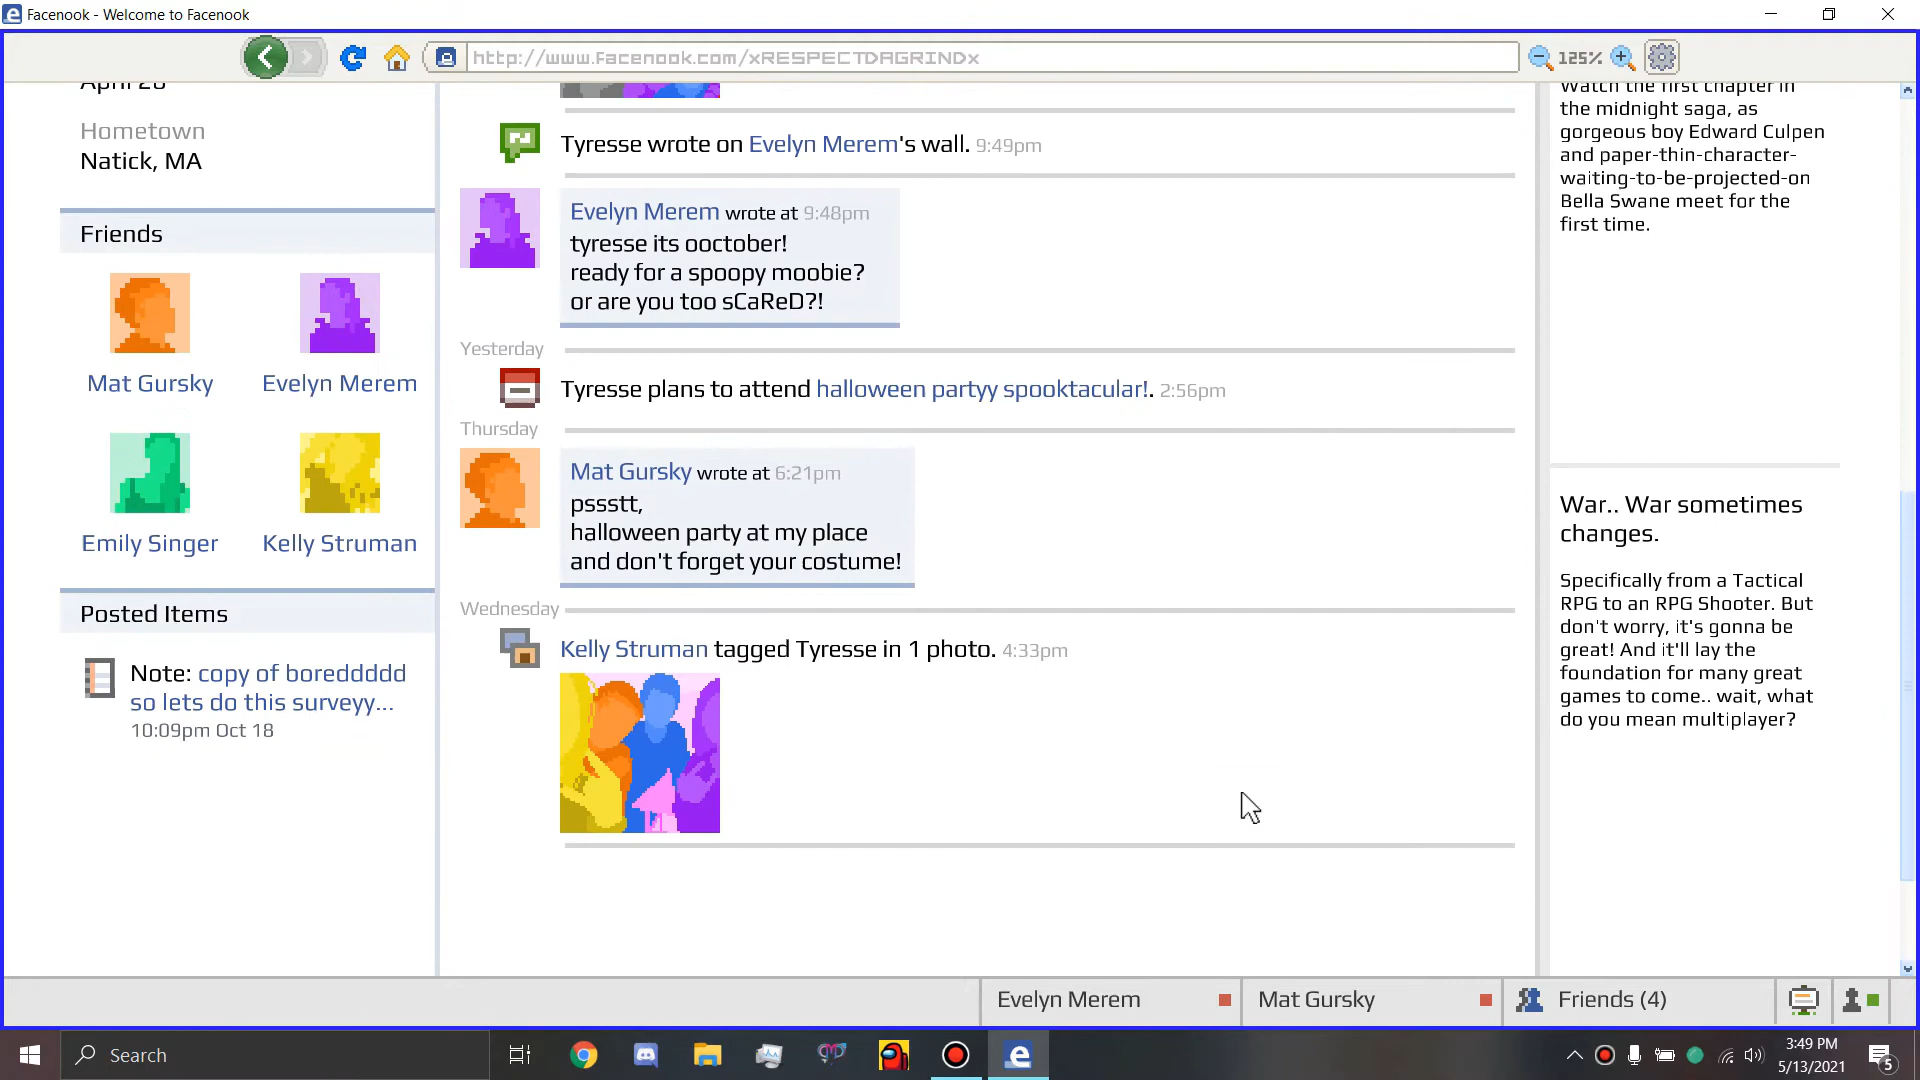 Facenook - Welcome to Facenook
http://www.facenook.com/xRESPECTDAGRINDx
125%
April 26
Hometown
Natick, MA
Friends
Mat Gursky
Evelyn Merem
Emily Singer
Kelly Struman
Posted Items
Note: copy of boreddddd
so lets do this surveyy...
10:09pm Oct 18
Tyresse wrote on Evelyn Merem's wall. 9:49pm
Evelyn Merem wrote at 9:48pm
tyresse its ooctober!
ready for a spoopy moobie?
or are you too sCaReD?!
Yesterday
Tyresse plans to attend halloween partyy spooktacular!. 2:56pm
Thursday
Mat Gursky wrote at 6:21pm
psssstt,
halloween party at my place
and don't forget your costume!
Wednesday
Kelly Struman tagged Tyresse in 1 photo. 4:33pm
Watch the first chapter in
the midnight saga, as
gorgeous boy Edward Culpen
and paper-thin-character-
waiting-to-be-projected-on
Bella Swane meet for the
first time.
War.. War sometimes
changes.
Specifically from a Tactical
RPG to an RPG Shooter. But
don't worry, it's gonna be
great! And it'll lay the
foundation for many great
games to come.. wait, what
do you mean multiplayer?
Evelyn Merem
Mat Gursky
Friends (4)
Search
3:49 PM
5/13/2021
5